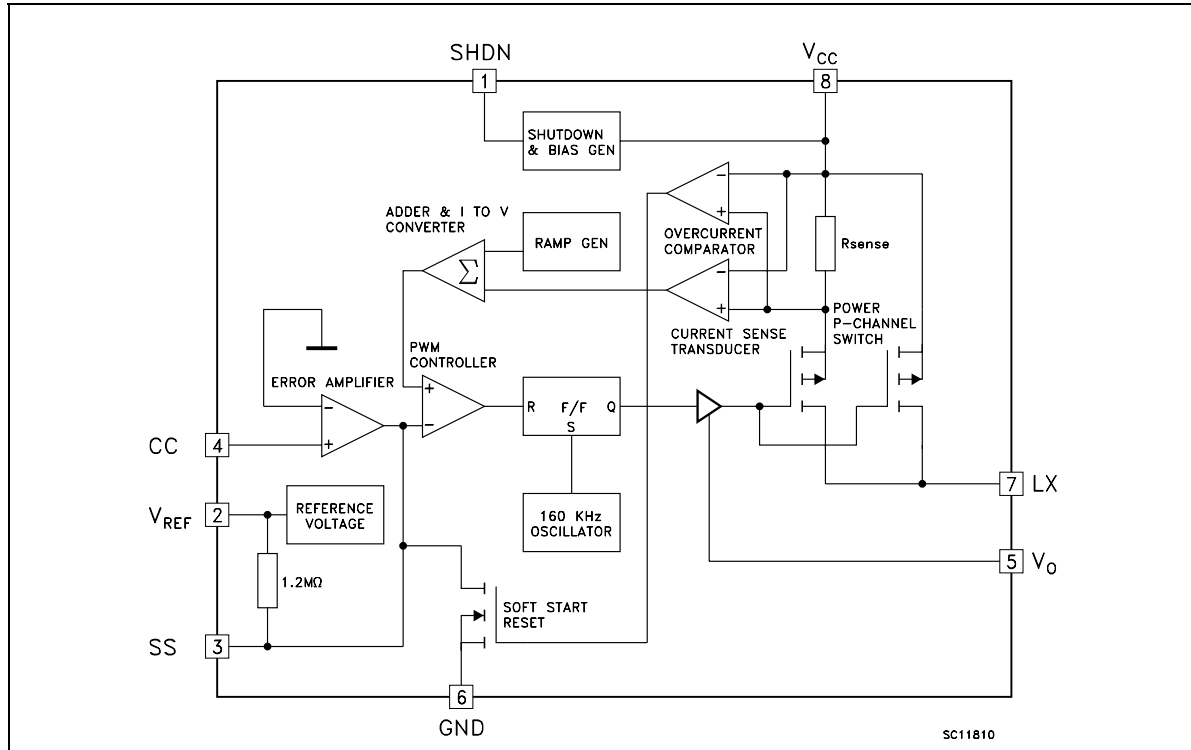 SHDN
VCC
1
8
SHUTDOWN
& BIAS GEN
ADDER & I TO V
CONVERTER
RAMP GEN
Σ
−
+
OVERCURRENT
COMPARATOR
Rsense
−
+
CURRENT SENSE
TRANSDUCER
POWER
P-CHANNEL
SWITCH
PWM
CONTROLLER
ERROR AMPLIFIER
−
+
+
−
R F/F Q
S
CC
4
VREF
2
REFERENCE
VOLTAGE
160 KHz
OSCILLATOR
7
LX
5
VO
1.2MΩ
SOFT START
RESET
SS
3
6
GND
SC11810